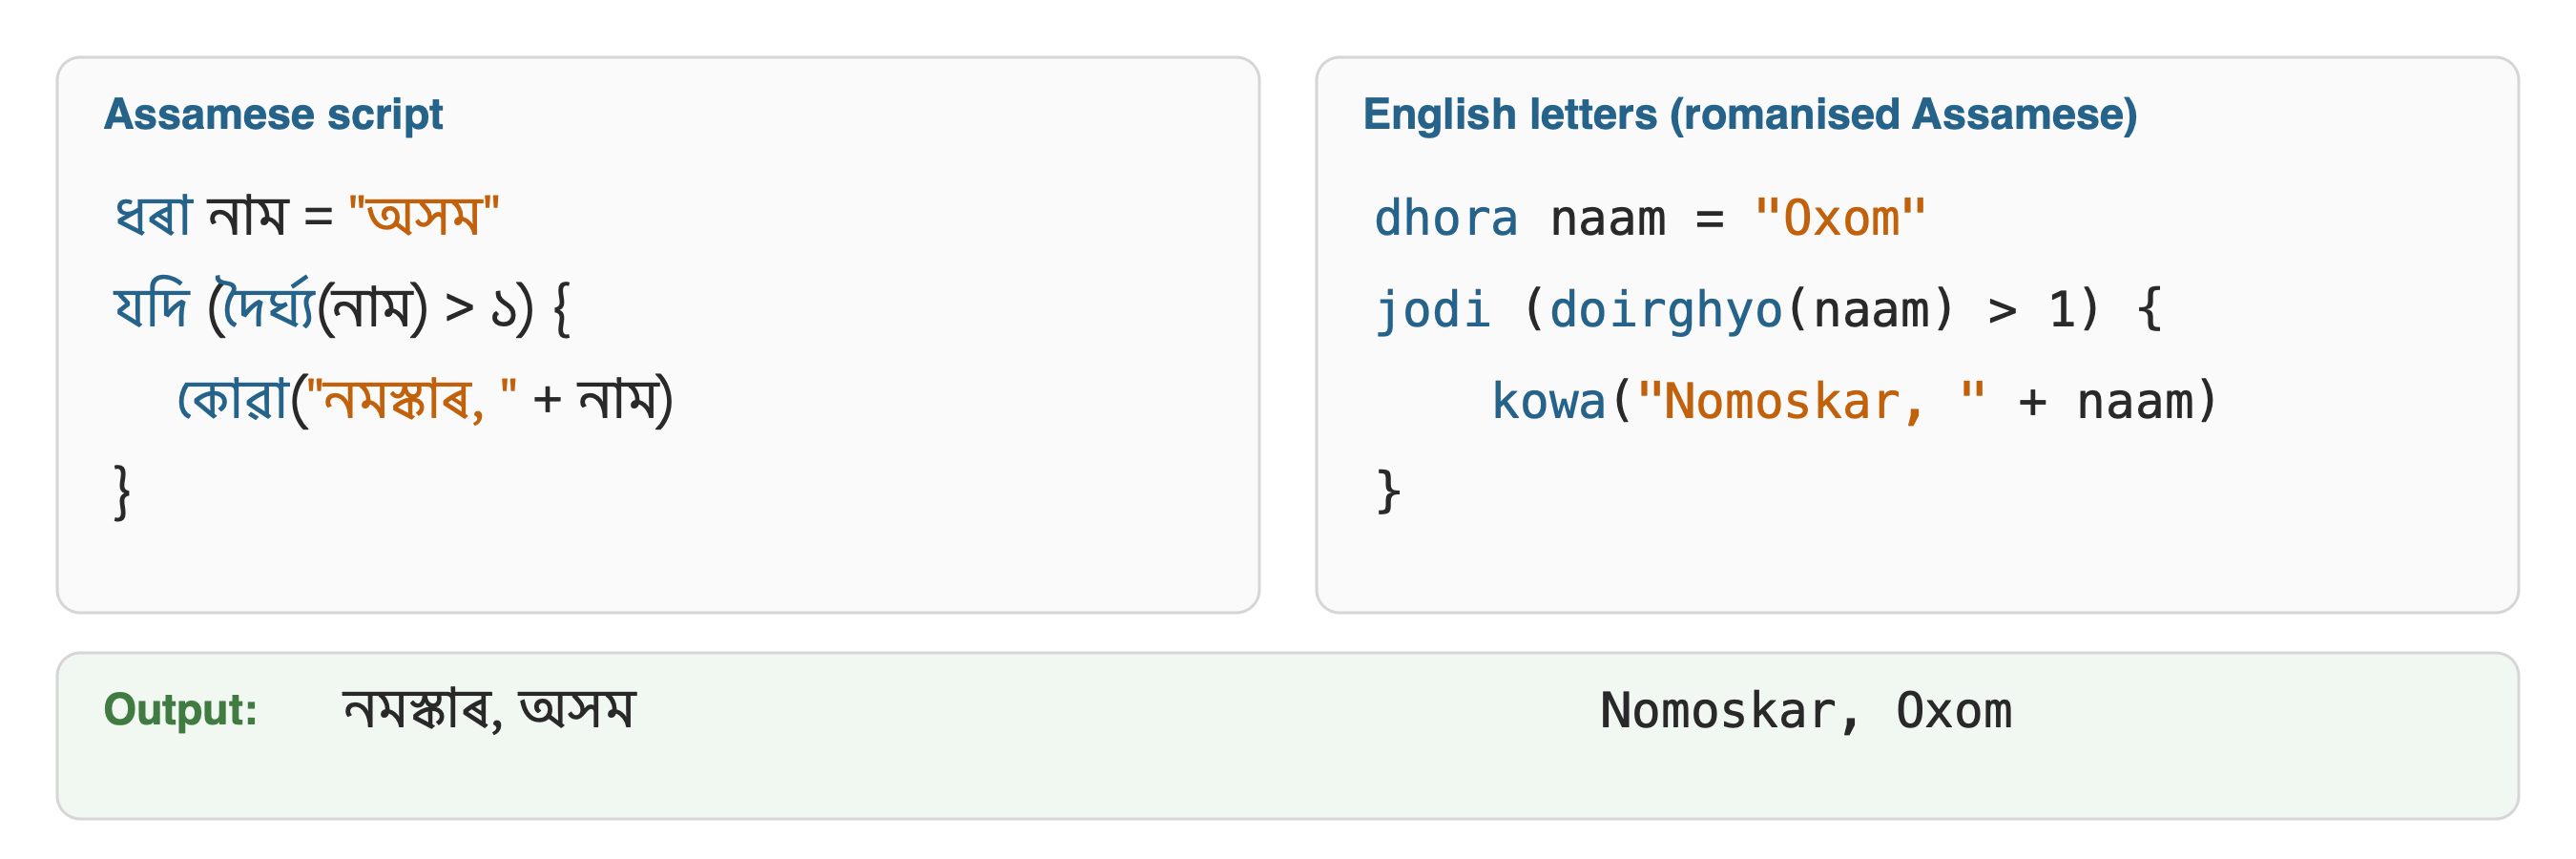 Assamese script
ধৰা নাম = "অসম"
যদি (দৈৰ্ঘ্য(নাম) > ১) {
    কোৱা("নমস্কাৰ, " + নাম)
}
English letters (romanised Assamese)
dhora naam = "Oxom"
jodi (doirghyo(naam) > 1) {
    kowa("Nomoskar, " + naam)
}
Output: নমস্কাৰ, অসম Nomoskar, Oxom